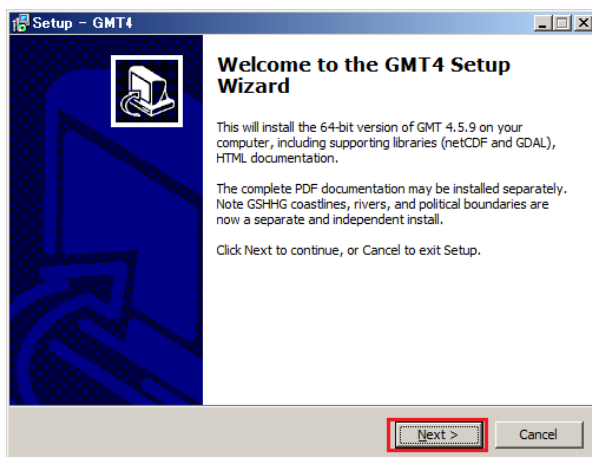 Setup - GMT4
Welcome to the GMT4 Setup
Wizard
This will install the 64-bit version of GMT 4.5.9 on your
computer, including supporting libraries (netCDF and GDAL),
HTML documentation.
The complete PDF documentation may be installed separately.
Note GSHHG coastlines, rivers, and political boundaries are
now a separate and independent install.
Click Next to continue, or Cancel to exit Setup.
Next > Cancel